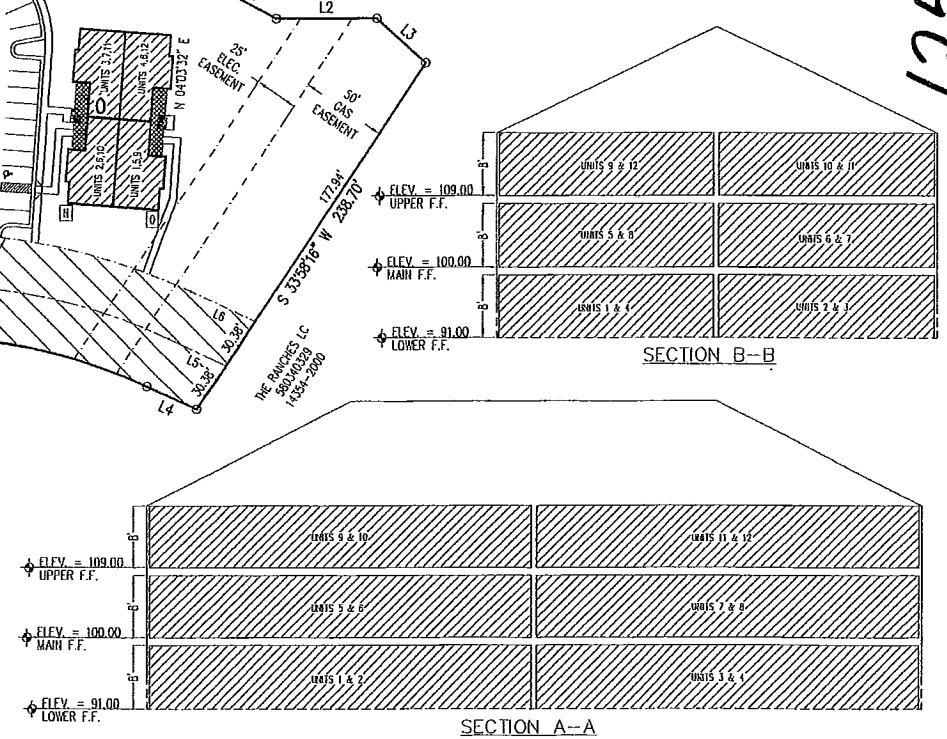 L2
L3
25'
ELEC.
EASEMENT
50'
GAS
EASEMENT
UNITS 3,7,11
UNITS 4,8,12
N 04°03'32" E
O
UNITS 2,6,10
UNITS 1,5,9
177.94'
S 33°58'16" W 238.70'
L6
30.38'
L5
30.38'
L4
THE RANCHES LC
580340329
14354-2000
UNITS 9 & 12
UNITS 10 & 11
8'
ELEV. = 109.00
UPPER F.F.
UNITS 5 & 8
UNITS 6 & 7
8'
ELEV. = 100.00
MAIN F.F.
UNITS 1 & 4
UNITS 2 & 3
8'
ELEV. = 91.00
LOWER F.F.
SECTION B--B
UNITS 9 & 10
UNITS 11 & 12
8'
ELEV. = 109.00
UPPER F.F.
UNITS 5 & 6
UNITS 7 & 8
8'
ELEV. = 100.00
MAIN F.F.
UNITS 1 & 2
UNITS 3 & 4
8'
ELEV. = 91.00
LOWER F.F.
SECTION A--A